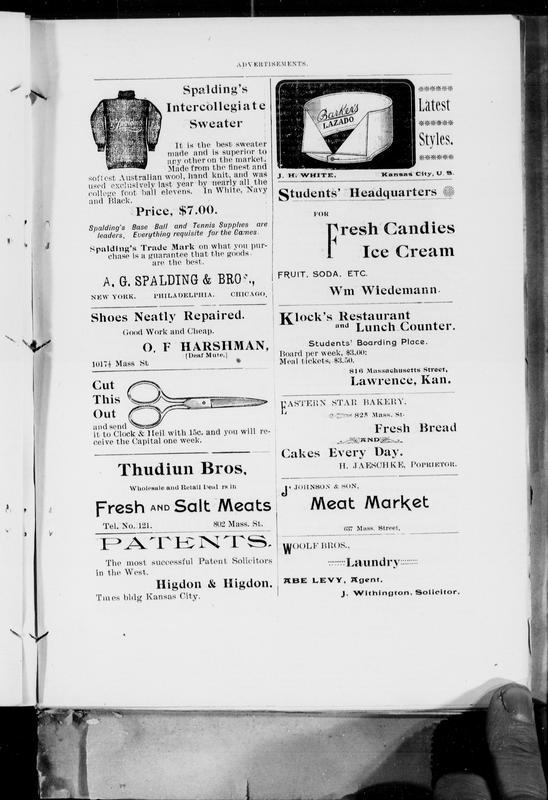 ADVERTISEMENTS.
Spalding's
Intercollegiate
Sweater
It is the best sweater
made and is superior to
any other on the market.
Made from the finest and
softest Australian wool, hand knit, and was
used exclusively last year by nearly all the
college foot ball elevens. In White, Navy
and Black.
Price, $7.00.
Spalding's Base Ball and Tennis Supplies are
leaders, Everything requisite for the Games.
Spalding's Trade Mark on what you pur-
chase is a guarantee that the goods
are the best.
A. G. SPALDING & BROS.,
NEW YORK. PHILADELPHIA. CHICAGO,
Shoes Neatly Repaired.
Good Work and Cheap.
O. F HARSHMAN,
(Deaf Mute,)
1017½ Mass St
Cut
This
Out
and send
it to Clock & Heil with 15c. and you will re-
ceive the Capital one week.
Thudiun Bros,
Wholesale and Retail Deal rs in
Fresh AND Salt Meats
Tel. No. 121. 802 Mass. St.
PATENTS.
The most successful Patent Solicitors
in the West.
Higdon & Higdon.
Times bldg Kansas City.
Barker's
LAZADO
Latest
Styles.
J. H. WHITE, Kansas City, U. S.
Students' Headquarters
FOR
Fresh Candies
Ice Cream
FRUIT, SODA, ETC.
Wm Wiedemann.
Klock's Restaurant
and Lunch Counter.
Students' Boarding Place.
Board per week, $3.00:
Meal tickets, $3.50.
816 Massachusetts Street,
Lawrence, Kan.
EASTERN STAR BAKERY.
825 Mass. St.
Fresh Bread
AND
Cakes Every Day.
H. JAESCHKE, POPRIETOR.
J. JOHNSON & SON,
Meat Market
637 Mass. Street,
WOOLF BROS.,
Laundry
ABE LEVY, Agent.
J. Withington, Solicitor.